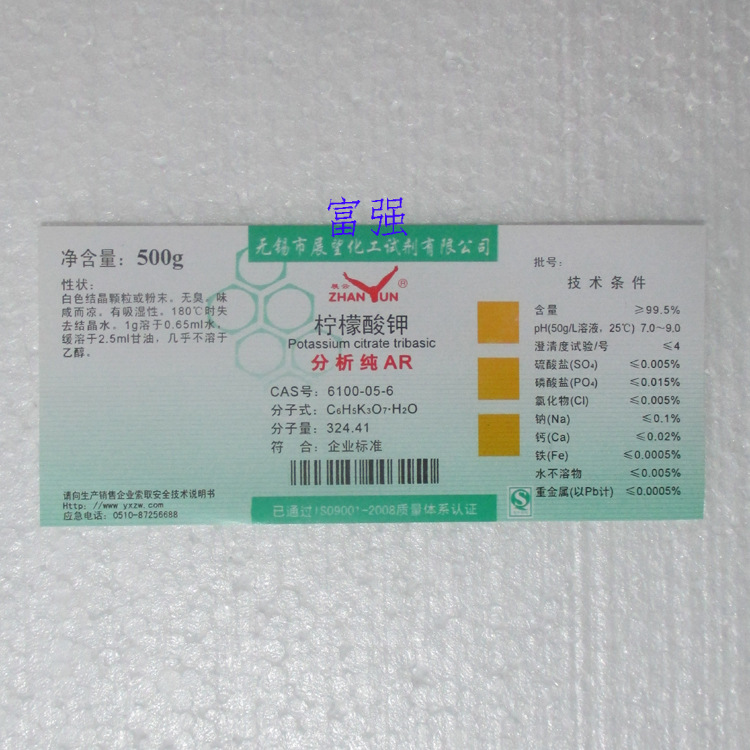 富强
无锡市展望化工试剂有限公司
净含量：500g
性状：
白色结晶颗粒或粉末，无臭，味
咸而凉，有吸湿性，180℃时失
去结晶水，1g溶于0.65ml水，
缓溶于2.5ml甘油，几乎不溶于
乙醇。
请向生产销售企业索取安全技术说明书
Http: //www.yxzw.com
应急电话：0510-87256688
展云
ZHANYUN®
柠檬酸钾
Potassium citrate tribasic
分析纯AR
CAS号：6100-05-6
分子式：C₆H₅K₃O₇·H₂O
分子量：324.41
符 合：企业标准
已通过ISO9001-2008质量体系认证
批号：
技术条件
含量 ≥99.5%
pH(50g/L溶液，25℃) 7.0~9.0
澄清度试验/号 ≤4
硫酸盐(SO₄) ≤0.005%
磷酸盐(PO₄) ≤0.015%
氯化物(Cl) ≤0.005%
钠(Na) ≤0.1%
钙(Ca) ≤0.02%
铁(Fe) ≤0.0005%
水不溶物 ≤0.005%
重金属(以Pb计) ≤0.0005%